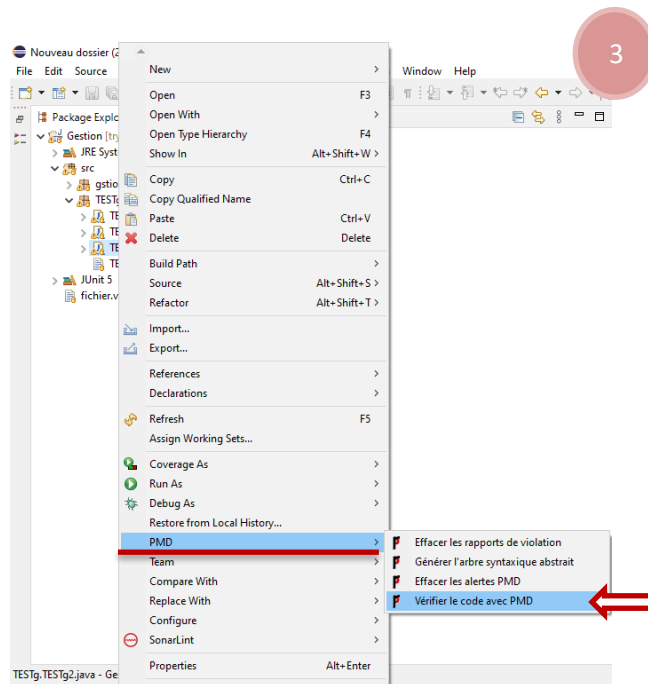 3
Nouveau dossier (2
File Edit Source Window Help
Package Explo
Gestion [try
JRE Syst
src
gstio
TESTg
TE
TE
TE
TE
JUnit 5
fichier.v
New
Open F3
Open With
Open Type Hierarchy F4
Show In Alt+Shift+W
Copy Ctrl+C
Copy Qualified Name
Paste Ctrl+V
Delete Delete
Build Path
Source Alt+Shift+S
Refactor Alt+Shift+T
Import...
Export...
References
Declarations
Refresh F5
Assign Working Sets...
Coverage As
Run As
Debug As
Restore from Local History...
PMD
Team
Compare With
Replace With
Configure
SonarLint
Properties Alt+Enter
Effacer les rapports de violation
Générer l'arbre syntaxique abstrait
Effacer les alertes PMD
Vérifier le code avec PMD
TESTg.TESTg2.java - Ge